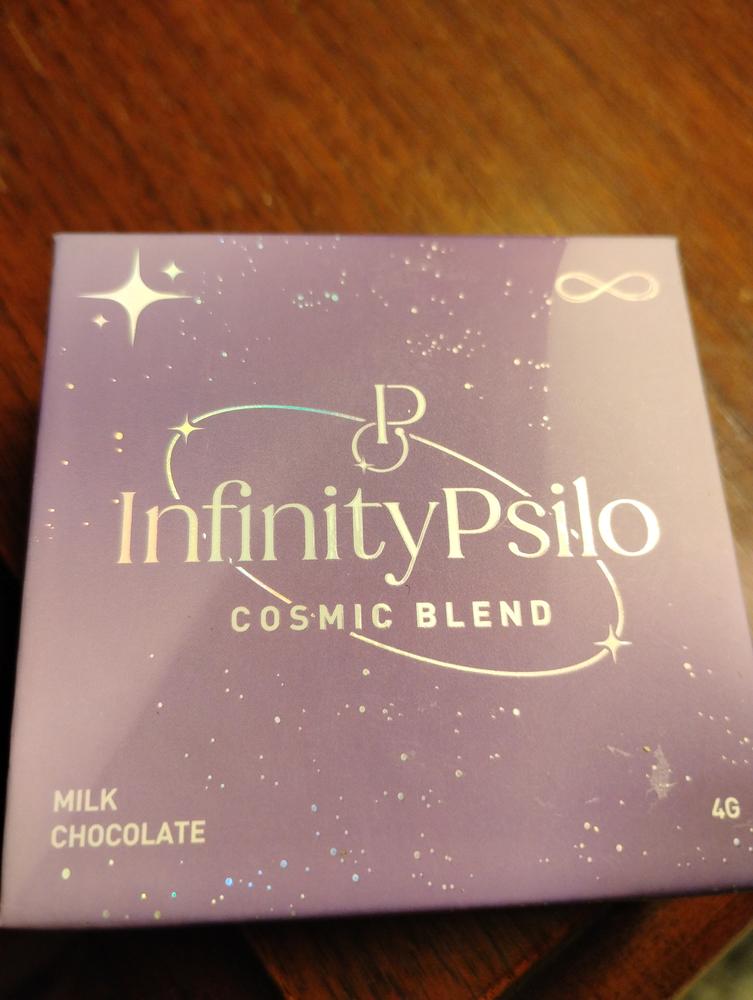 InfinityPsilo
COSMIC BLEND
MILK
CHOCOLATE
4G